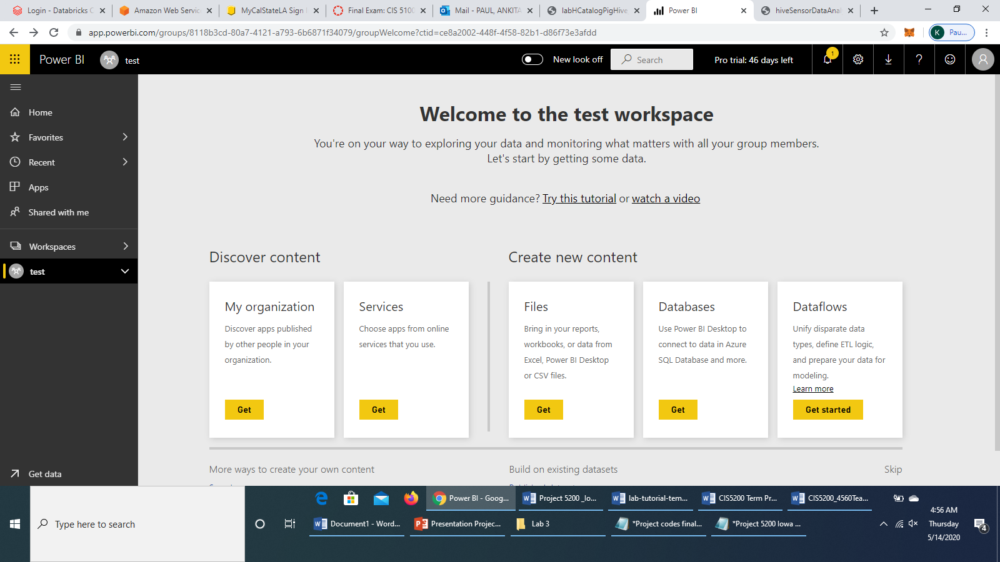 Login - Databricks C
Amazon Web Servic
MyCalStateLA Sign I
Final Exam: CIS 5100
Mail - PAUL, ANKITA
labHCatalogPigHive
Power BI
hiveSensorDataAnal
app.powerbi.com/groups/8118b3cd-80a7-4121-a793-6b6871f34079/groupWelcome?ctid=ce8a2002-448f-4f58-82b1-d86f73e3afdd
K Pau...
Power BI test
New look off
Search
Pro trial: 46 days left
1
Home
Favorites
Recent
Apps
Shared with me
Workspaces
test
Get data
Welcome to the test workspace
You're on your way to exploring your data and monitoring what matters with all your group members.
Let's start by getting some data.
Need more guidance? Try this tutorial or watch a video
Discover content
My organization
Discover apps published
by other people in your
organization.
Get
Services
Choose apps from online
services that you use.
Get
Create new content
Files
Bring in your reports,
workbooks, or data from
Excel, Power BI Desktop
or CSV files.
Get
Databases
Use Power BI Desktop to
connect to data in Azure
SQL Database and more.
Get
Dataflows
Unify disparate data
types, define ETL logic,
and prepare your data for
modeling.
Learn more
Get started
More ways to create your own content
Build on existing datasets
Skip
Type here to search
Power BI - Goog...
Project 5200 _Io...
lab-tutorial-tem...
CIS5200 Term Pr...
CIS5200_4560Tea...
Document1 - Word...
Presentation Projec...
Lab 3
*Project codes final...
*Project 5200 Iowa ...
4:56 AM
Thursday
5/14/2020
4